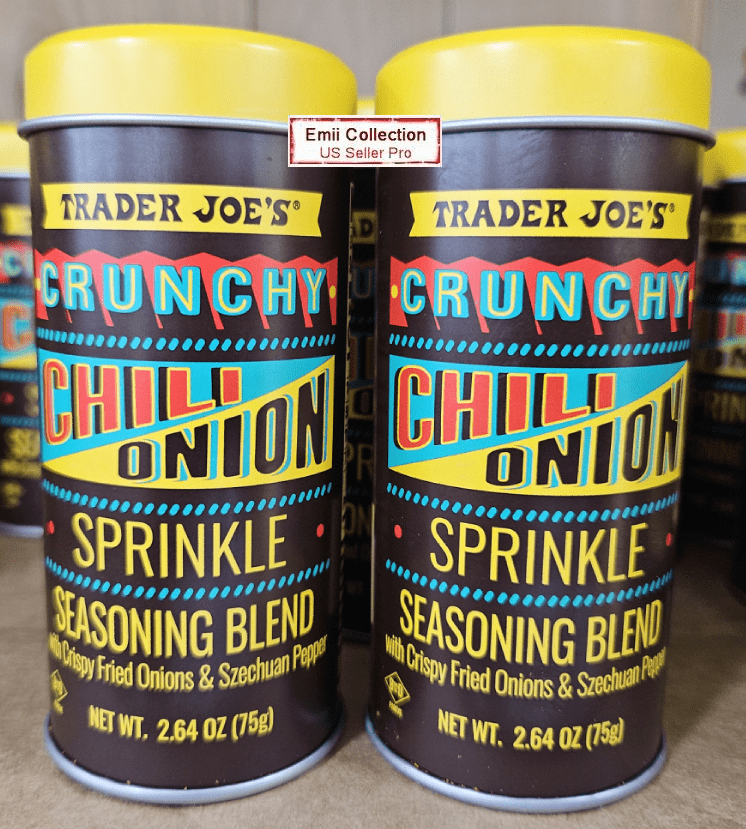 Emii Collection
US Seller Pro
TRADER JOE'S®
CRUNCHY
CHILI
ONION
SPRINKLE
SEASONING BLEND
with Crispy Fried Onions & Szechuan Pepper
NET WT. 2.64 OZ (75g)
TRADER JOE'S®
CRUNCHY
CHILI
ONION
SPRINKLE
SEASONING BLEND
with Crispy Fried Onions & Szechuan Pepper
NET WT. 2.64 OZ (75g)